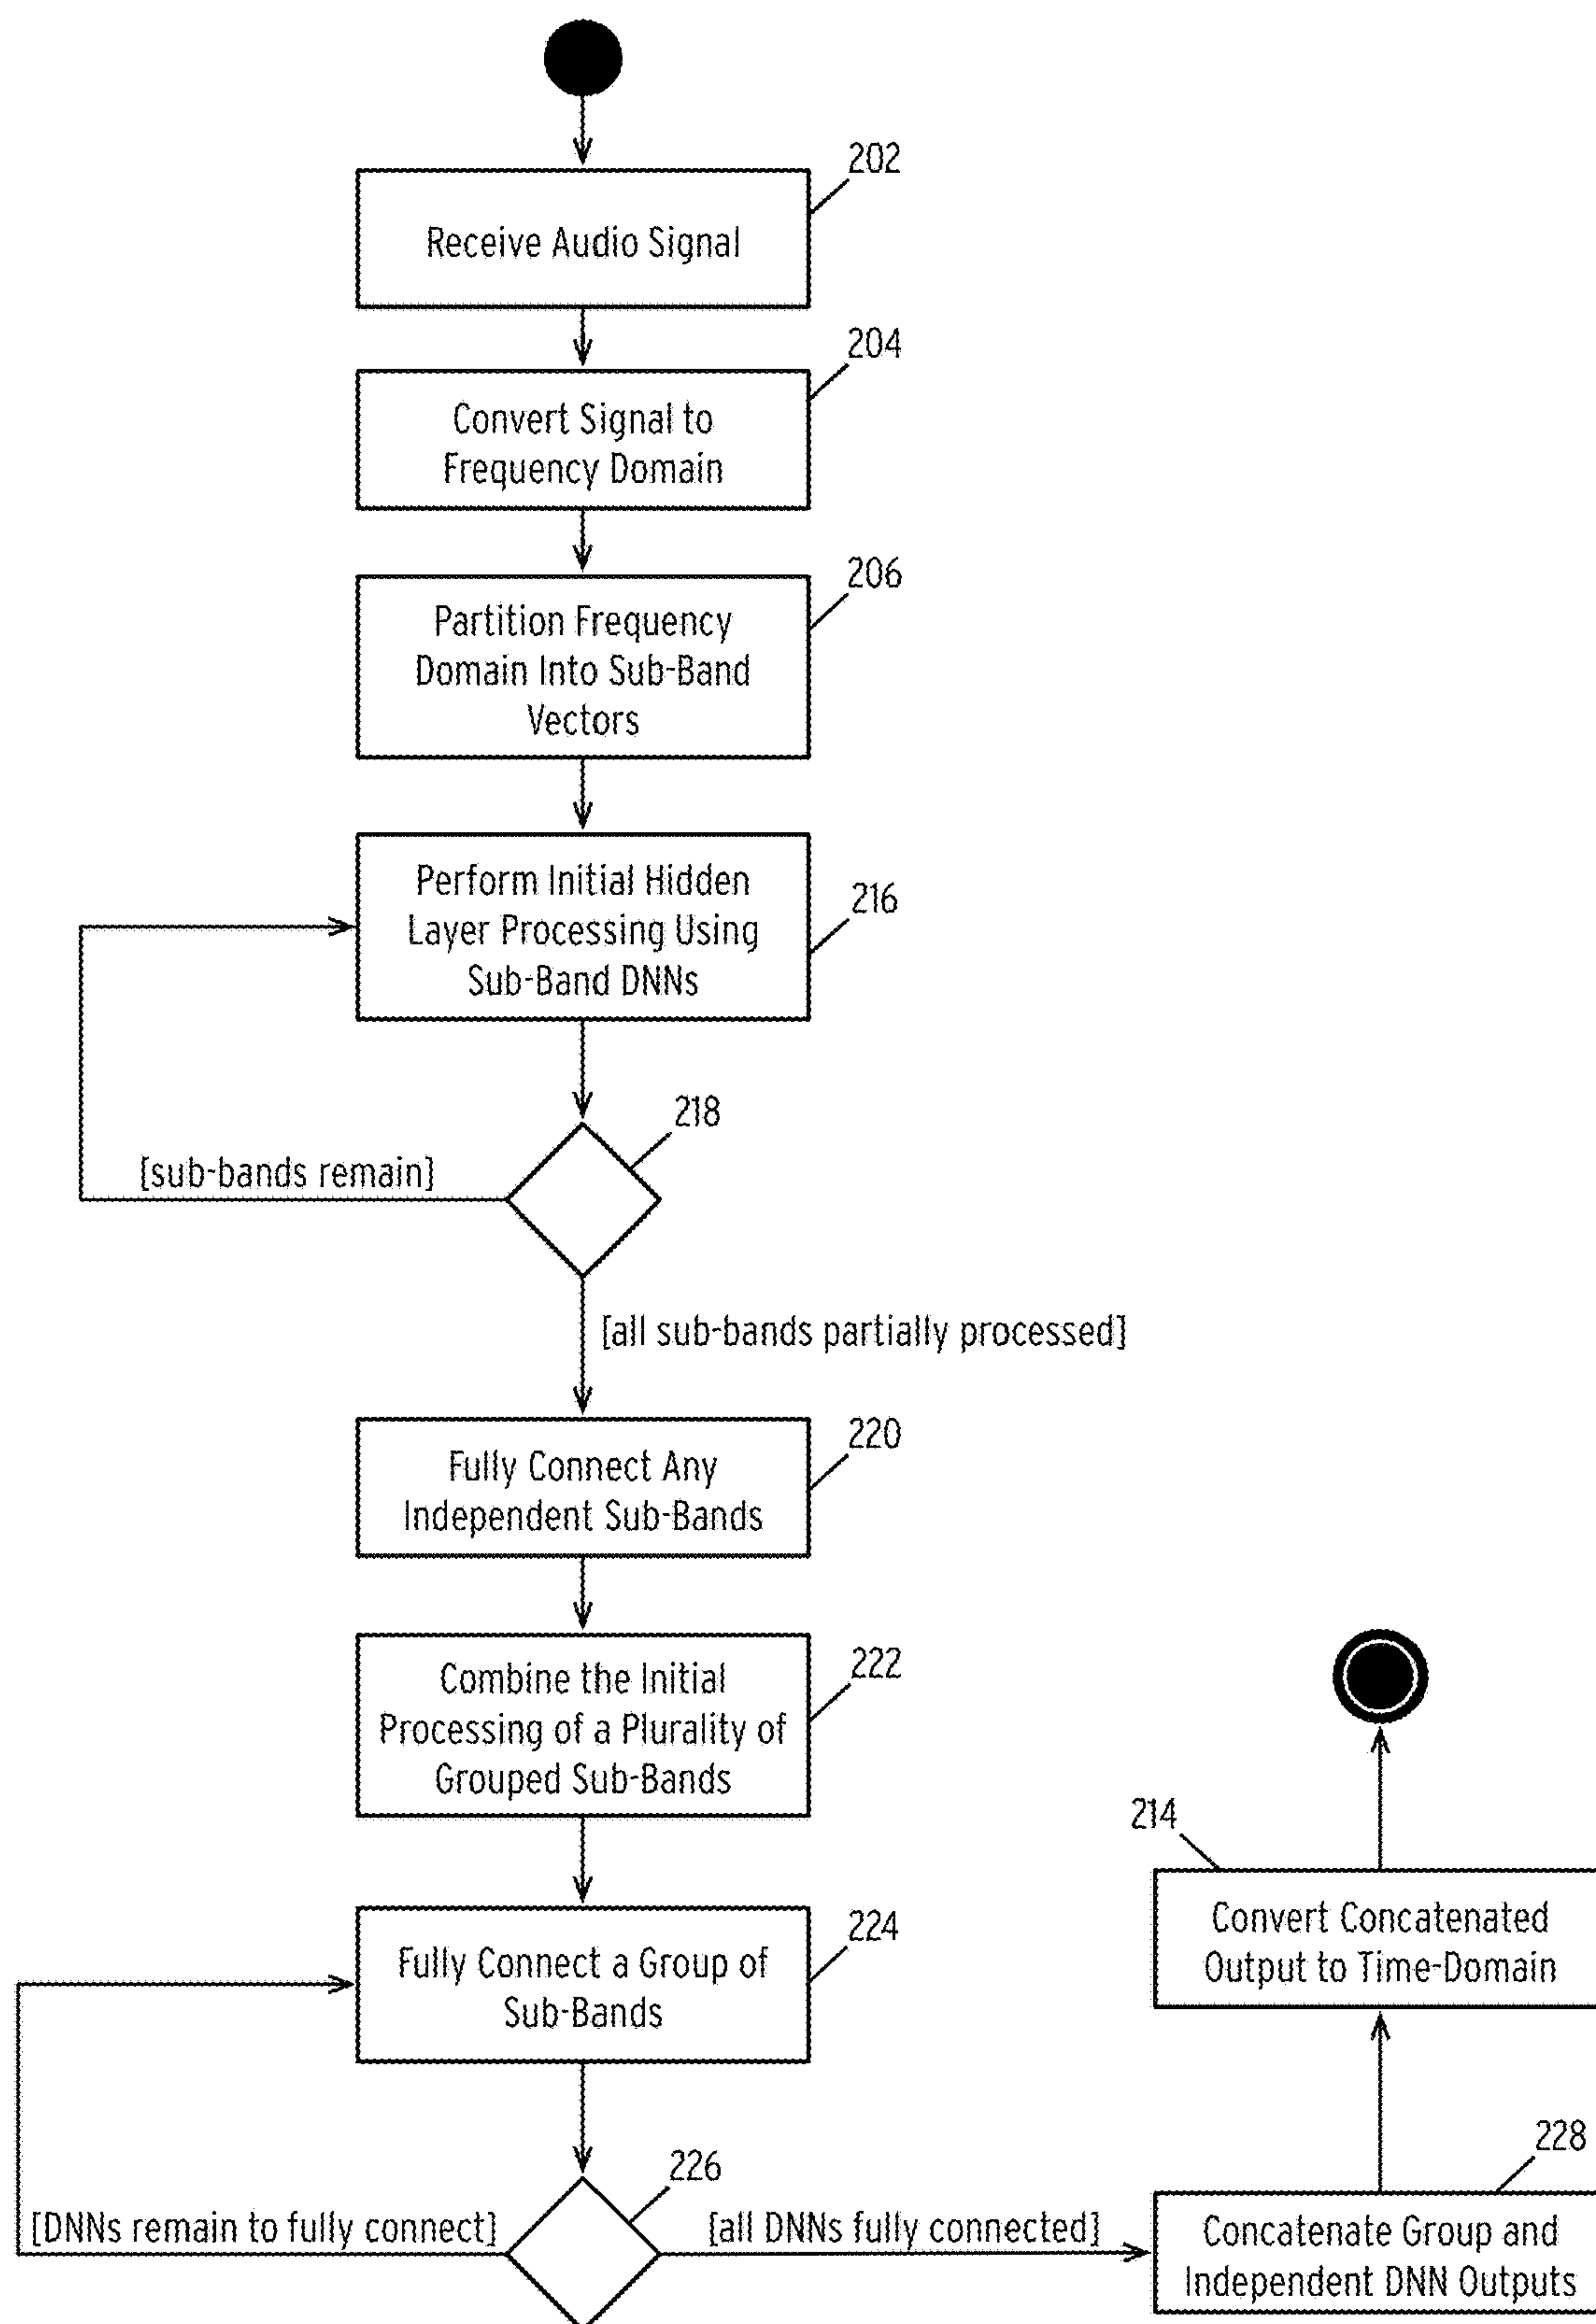 202
Receive Audio Signal
204
Convert Signal to
Frequency Domain
206
Partition Frequency
Domain Into Sub-Band
Vectors
216
Perform Initial Hidden
Layer Processing Using
Sub-Band DNNs
218
[sub-bands remain]
[all sub-bands partially processed]
220
Fully Connect Any
Independent Sub-Bands
222
Combine the Initial
Processing of a Plurality of
Grouped Sub-Bands
224
Fully Connect a Group of
Sub-Bands
226
[DNNs remain to fully connect]
[all DNNs fully connected]
228
Concatenate Group and
Independent DNN Outputs
214
Convert Concatenated
Output to Time-Domain